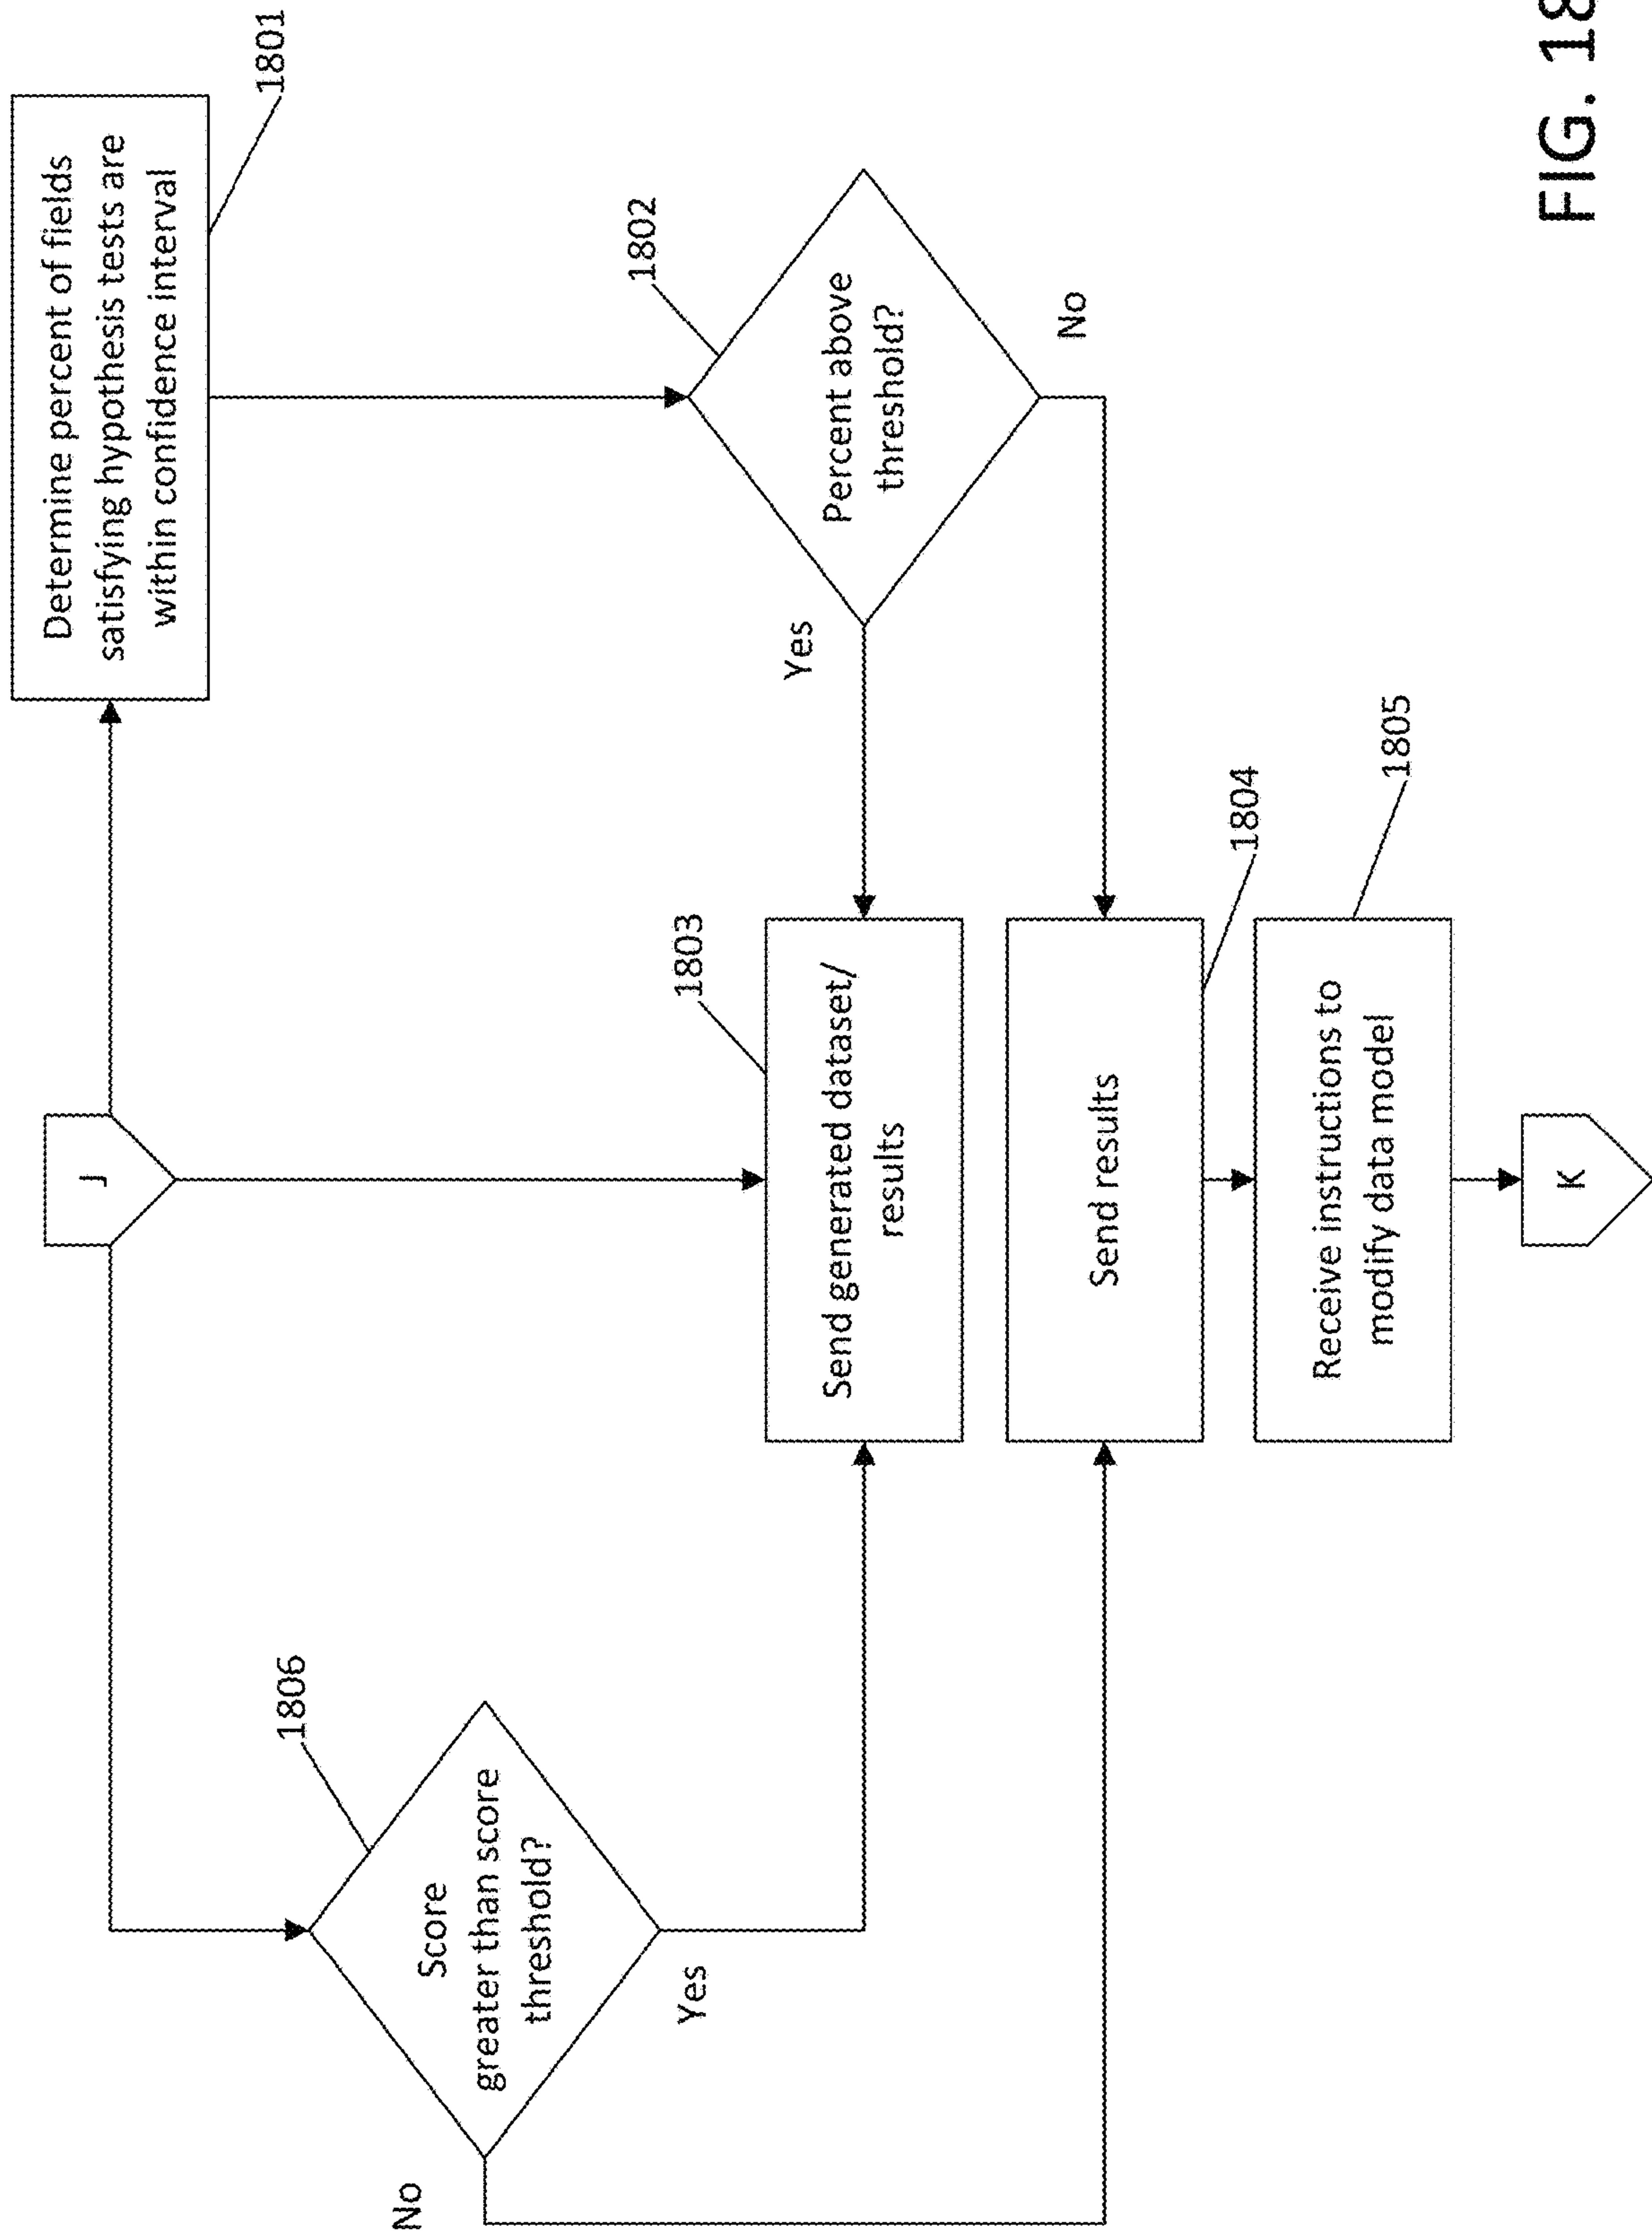 J
1801
Determine percent of fields
satisfying hypothesis tests are
within confidence interval
1806
Score
greater than score
threshold?
No
Yes
1802
Percent above
threshold?
Yes
No
1803
Send generated dataset/
results
Send results
1804
Receive instructions to
modify data model
1805
K
FIG. 18